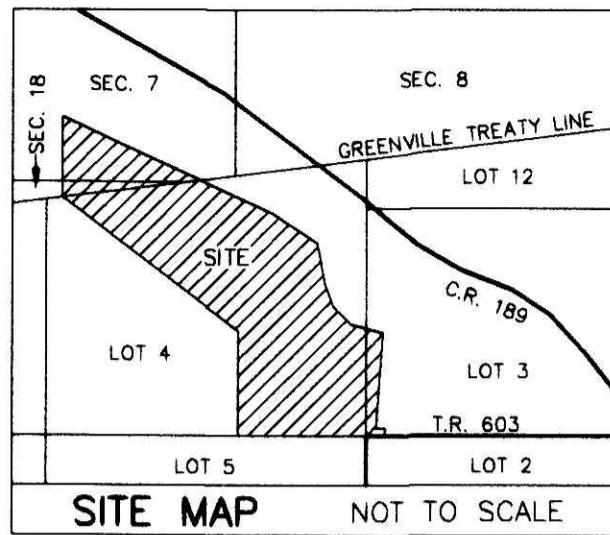 SEC. 7
SEC. 8
SEC. 18
GREENVILLE TREATY LINE
LOT 12
SITE
C.R. 189
LOT 4
LOT 3
T.R. 603
LOT 5
LOT 2
SITE MAP NOT TO SCALE